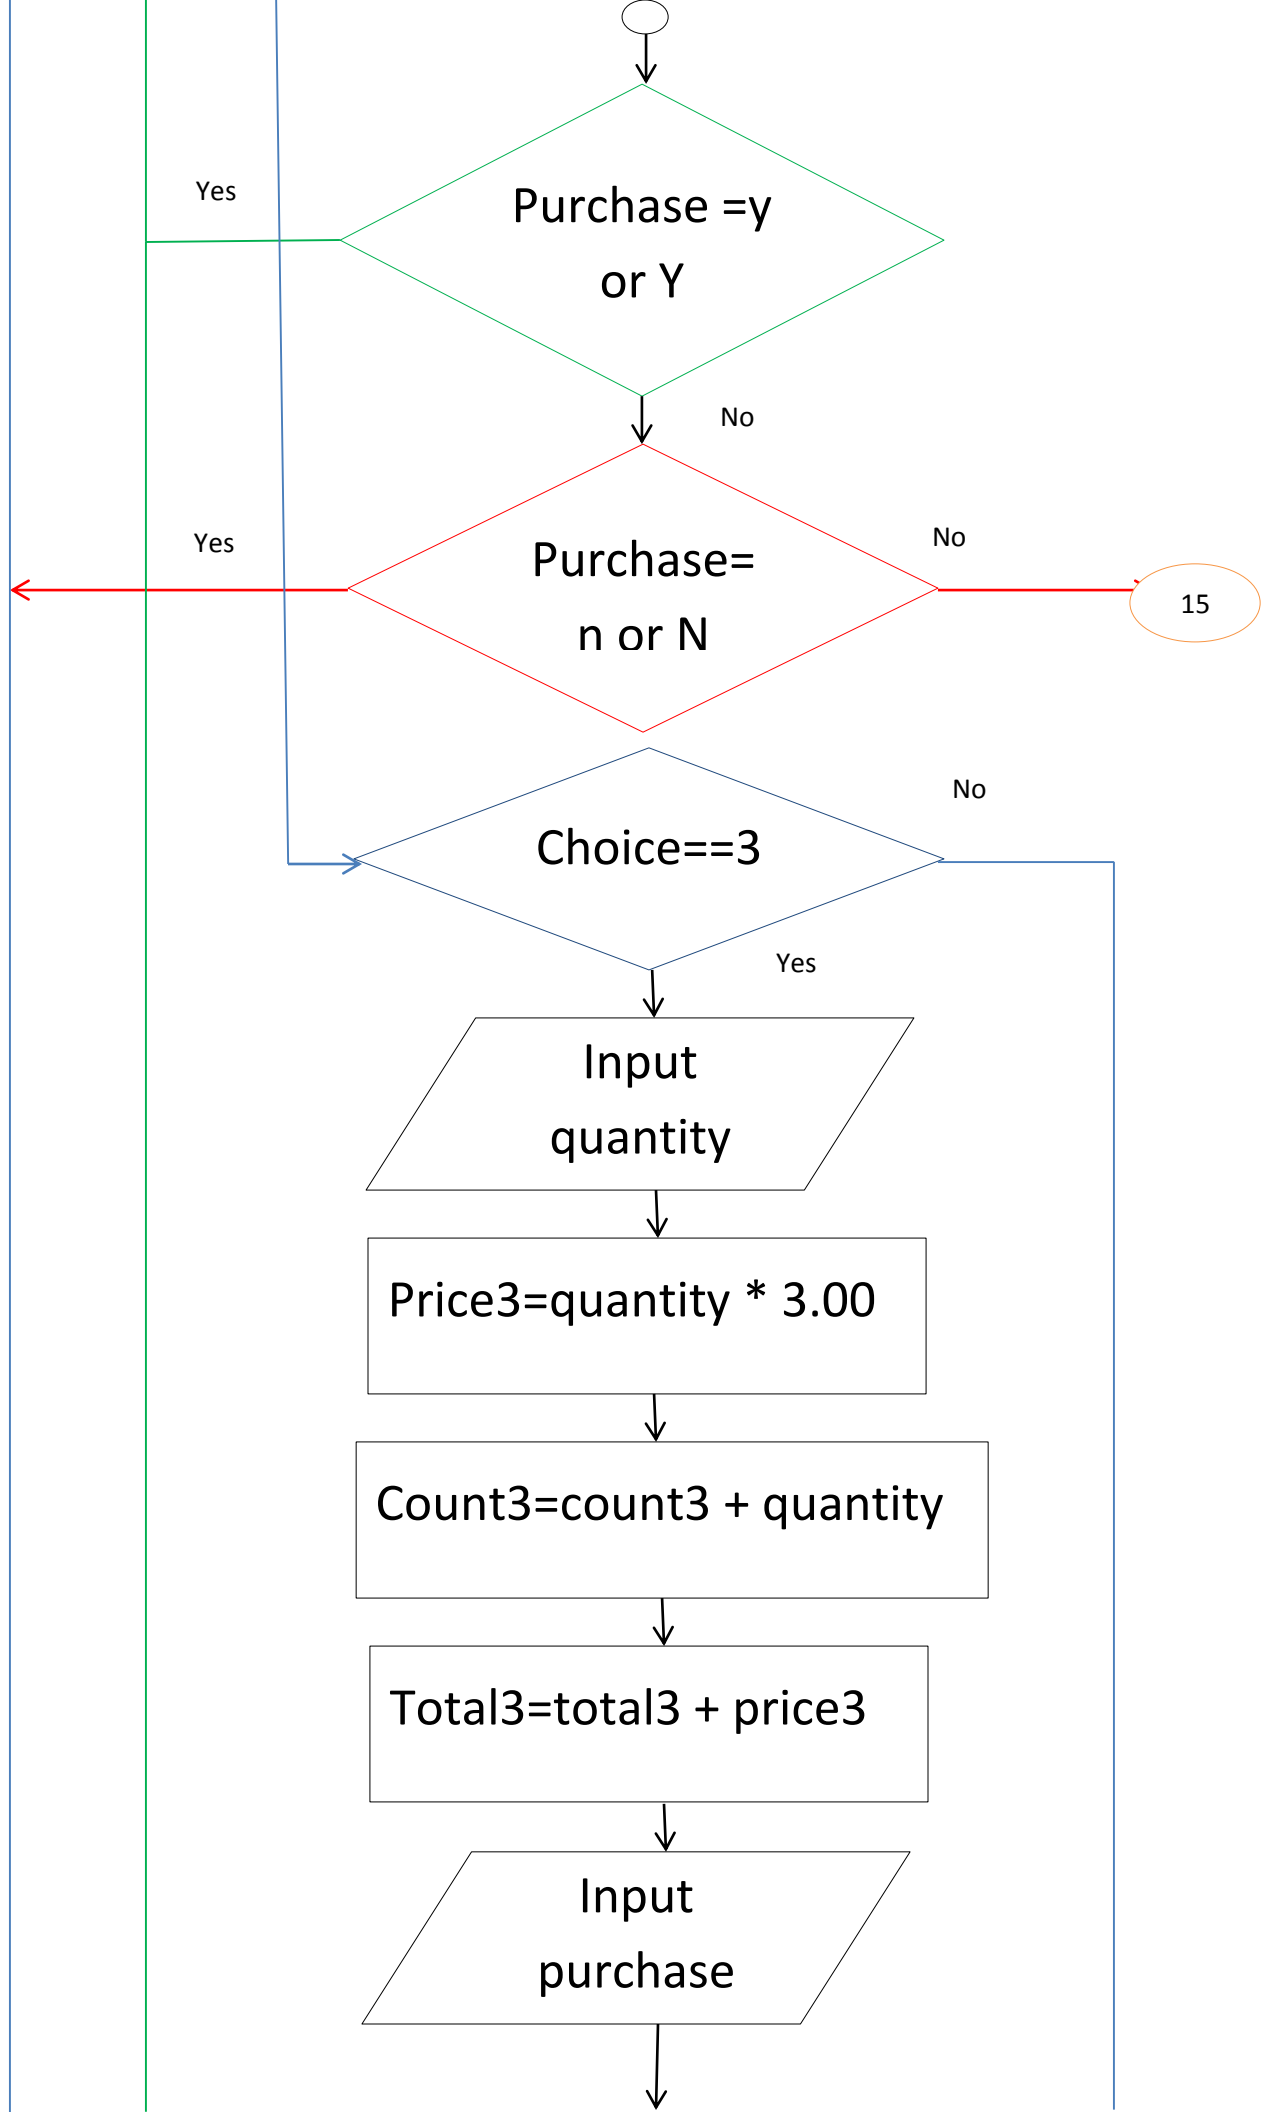 Yes
Purchase =y
or Y
No
Purchase=
n or N
Yes
No
15
Choice==3
No
Yes
Input
quantity
Price3=quantity * 3.00
Count3=count3 + quantity
Total3=total3 + price3
Input
purchase